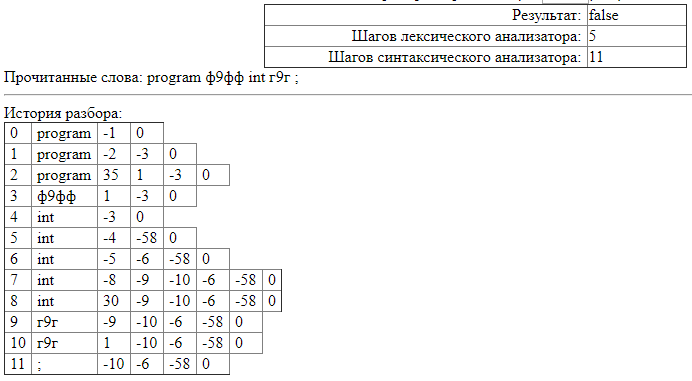 Результат: false
Шагов лексического анализатора: 5
Шагов синтаксического анализатора: 11
Прочитанные слова: program ф9фф int г9г ;
История разбора:
0 program -1 0
1 program -2 -3 0
2 program 35 1 -3 0
3 ф9фф 1 -3 0
4 int -3 0
5 int -4 -58 0
6 int -5 -6 -58 0
7 int -8 -9 -10 -6 -58 0
8 int 30 -9 -10 -6 -58 0
9 г9г -9 -10 -6 -58 0
10 г9г 1 -10 -6 -58 0
11 ; -10 -6 -58 0